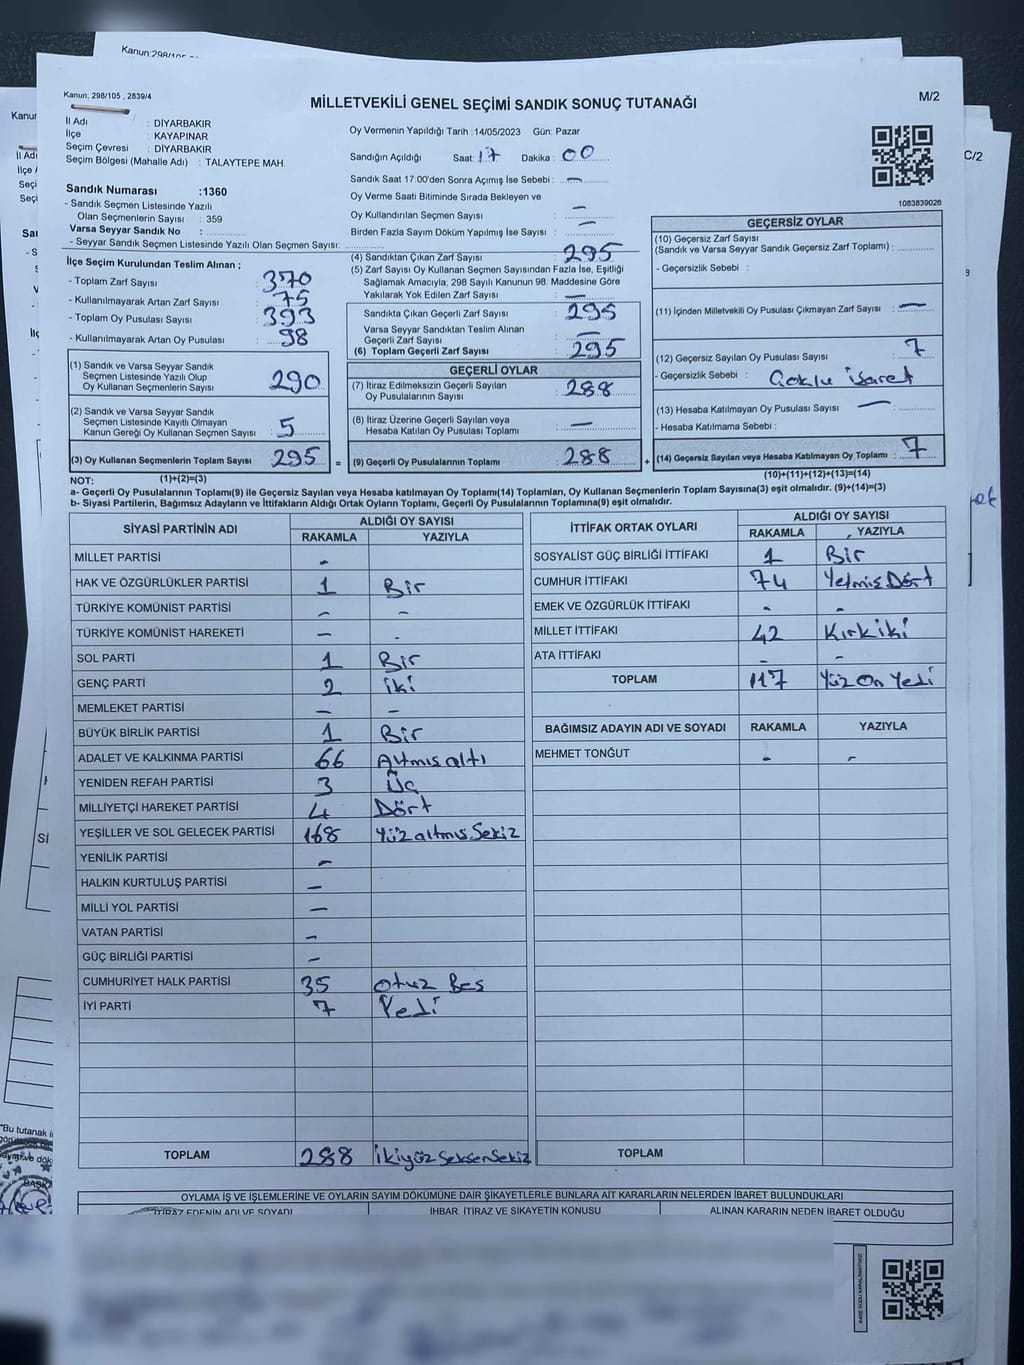 Kanun: 298/105
Kanun; 298/105 , 2839/4
M/2
MİLLETVEKİLİ GENEL SEÇİMİ SANDIK SONUÇ TUTANAĞI
İl Adı : DİYARBAKIR
İlçe : KAYAPINAR
Seçim Çevresi : DİYARBAKIR
Seçim Bölgesi (Mahalle Adı) : TALAYTEPE MAH.
Oy Vermenin Yapıldığı Tarih : 14/05/2023 Gün: Pazar
Sandığın Açıldığı Saat: 17 Dakika : 00
Sandık Saat 17:00'den Sonra Açımış İse Sebebi : —
Oy Verme Saati Bitiminde Sırada Bekleyen ve
Oy Kullandırılan Seçmen Sayısı : —
Birden Fazla Sayım Döküm Yapılmış İse Sayısı : —
Sandık Numarası :1360
- Sandık Seçmen Listesinde Yazılı
Olan Seçmenlerin Sayısı : 359
Varsa Seyyar Sandık No :
- Seyyar Sandık Seçmen Listesinde Yazılı Olan Seçmen Sayısı:
1083839026
İlçe Seçim Kurulundan Teslim Alınan ;
- Toplam Zarf Sayısı : 370
- Kullanılmayarak Artan Zarf Sayısı : 75
- Toplam Oy Pusulası Sayısı : 393
- Kullanılmayarak Artan Oy Pusulası : 98
(1) Sandık ve Varsa Seyyar Sandık
Seçmen Listesinde Yazılı Olup
Oy Kullanan Seçmenlerin Sayısı : 290
(2) Sandık ve Varsa Seyyar Sandık
Seçmen Listesinde Kayıtlı Olmayan
Kanun Gereği Oy Kullanan Seçmen Sayısı : 5
(3) Oy Kullanan Seçmenlerin Toplam Sayısı : 295 =
(4) Sandıktan Çıkan Zarf Sayısı : 295
(5) Zarf Sayısı Oy Kullanan Seçmen Sayısından Fazla İse, Eşitliği
Sağlamak Amacıyla; 298 Sayılı Kanunun 98. Maddesine Göre
Yakılarak Yok Edilen Zarf Sayısı : —
Sandıkta Çıkan Geçerli Zarf Sayısı : 295
Varsa Seyyar Sandıktan Teslim Alınan
Geçerli Zarf Sayısı : —
(6) Toplam Geçerli Zarf Sayısı : 295
GEÇERLİ OYLAR
(7) İtiraz Edilmeksizin Geçerli Sayılan
Oy Pusulalarının Sayısı : 288
(8) İtiraz Üzerine Geçerli Sayılan veya
Hesaba Katılan Oy Pusulası Toplamı : —
(9) Geçerli Oy Pusulalarının Toplamı : 288 +
GEÇERSİZ OYLAR
(10) Geçersiz Zarf Sayısı
(Sandık ve Varsa Seyyar Sandık Geçersiz Zarf Toplamı) :
- Geçersizlik Sebebi :
(11) İçinden Milletvekili Oy Pusulası Çıkmayan Zarf Sayısı : —
(12) Geçersiz Sayılan Oy Pusulası Sayısı : 7
- Geçersizlik Sebebi : Çoklu işaret
(13) Hesaba Katılmayan Oy Pusulası Sayısı : —
- Hesaba Katılmama Sebebi :
(14) Geçersiz Sayılan veya Hesaba Katılmayan Oy Toplamı : 7
NOT: (1)+(2)=(3) (10)+(11)+(12)+(13)=(14)
a- Geçerli Oy Pusulalarının Toplamı(9) ile Geçersiz Sayılan veya Hesaba katılmayan Oy Toplamı(14) Toplamları, Oy Kullanan Seçmenlerin Toplam Sayısına(3) eşit olmalıdır. (9)+(14)=(3)
b- Siyasi Partilerin, Bağımsız Adayların ve İttifakların Aldığı Ortak Oyların Toplamı, Geçerli Oy Pusulalarının Toplamına(9) eşit olmalıdır.
SİYASİ PARTİNİN ADI ALDIĞI OY SAYISI
RAKAMLA YAZIYLA
MİLLET PARTİSİ -
HAK VE ÖZGÜRLÜKLER PARTİSİ 1 Bir
TÜRKİYE KOMÜNİST PARTİSİ - -
TÜRKİYE KOMÜNİST HAREKETİ - -
SOL PARTİ 1 Bir
GENÇ PARTİ 2 iki
MEMLEKET PARTİSİ - -
BÜYÜK BİRLİK PARTİSİ 1 Bir
ADALET VE KALKINMA PARTİSİ 66 Altmış altı
YENİDEN REFAH PARTİSİ 3 Üç
MİLLİYETÇİ HAREKET PARTİSİ 4 Dört
YEŞİLLER VE SOL GELECEK PARTİSİ 168 Yüz altmış Sekiz
YENİLİK PARTİSİ -
HALKIN KURTULUŞ PARTİSİ -
MİLLİ YOL PARTİSİ -
VATAN PARTİSİ -
GÜÇ BİRLİĞİ PARTİSİ -
CUMHURİYET HALK PARTİSİ 35 Otuz Beş
İYİ PARTİ 7 Yedi
TOPLAM 288 İkiyüz Seksen Sekiz
İTTİFAK ORTAK OYLARI ALDIĞI OY SAYISI
RAKAMLA YAZIYLA
SOSYALİST GÜÇ BİRLİĞİ İTTİFAKI 1 Bir
CUMHUR İTTİFAKI 74 Yetmiş Dört
EMEK VE ÖZGÜRLÜK İTTİFAKI - -
MİLLET İTTİFAKI 42 Kırk iki
ATA İTTİFAKI - -
TOPLAM 117 Yüz On Yedi
BAĞIMSIZ ADAYIN ADI VE SOYADI RAKAMLA YAZIYLA
MEHMET TONĞUT - -
TOPLAM
OYLAMA İŞ VE İŞLEMLERİNE VE OYLARIN SAYIM DÖKÜMÜNE DAİR ŞİKAYETLERLE BUNLARA AİT KARARLARIN NELERDEN İBARET BULUNDUKLARI
İTİRAZ EDENİN ADI VE SOYADI İHBAR, İTİRAZ VE ŞİKAYETİN KONUSU ALINAN KARARIN NEDEN İBARET OLDUĞU
C/2
"Bu tutanak